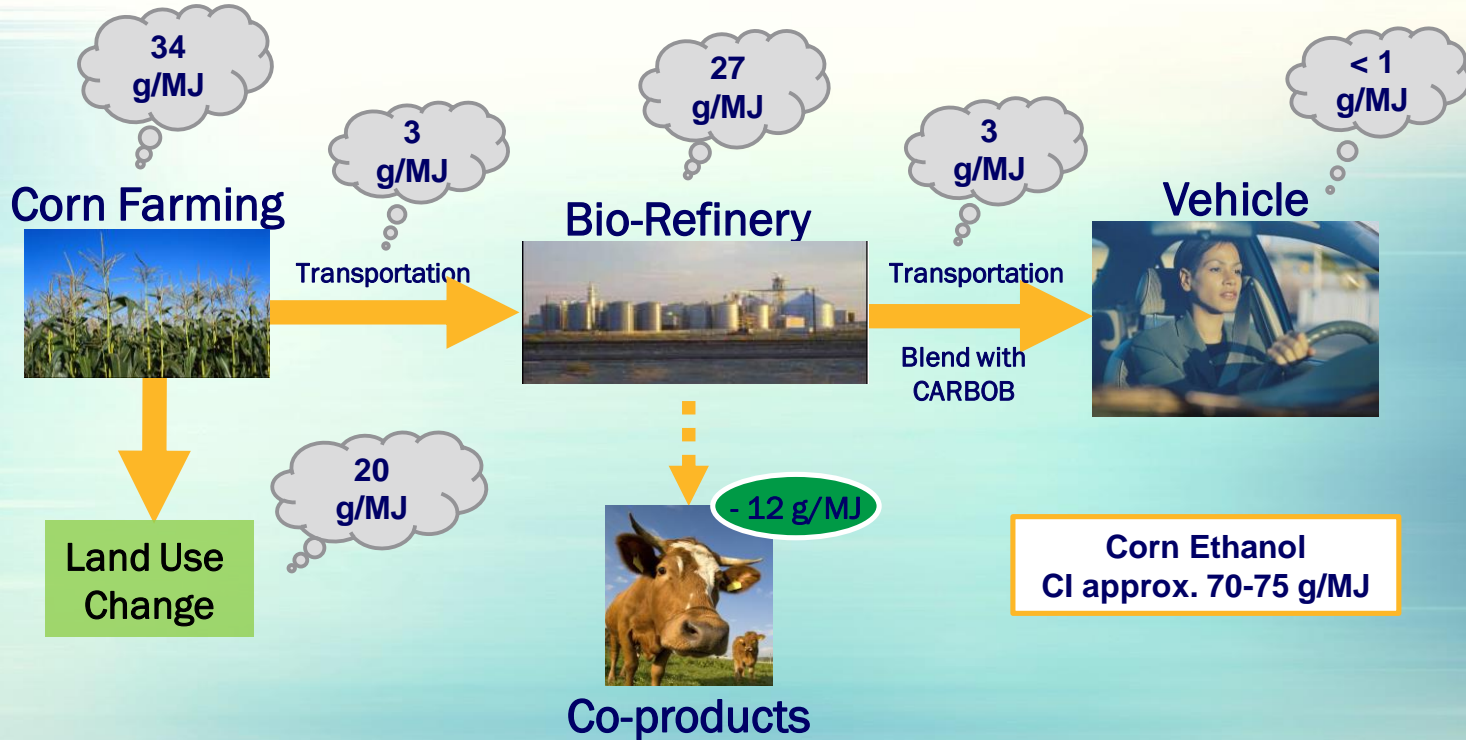 34
g/MJ
3
g/MJ
27
g/MJ
3
g/MJ
< 1
g/MJ
Corn Farming
Transportation
Bio-Refinery
Transportation
Blend with
CARBOB
Vehicle
20
g/MJ
Land Use
Change
- 12 g/MJ
Co-products
Corn Ethanol
CI approx. 70-75 g/MJ